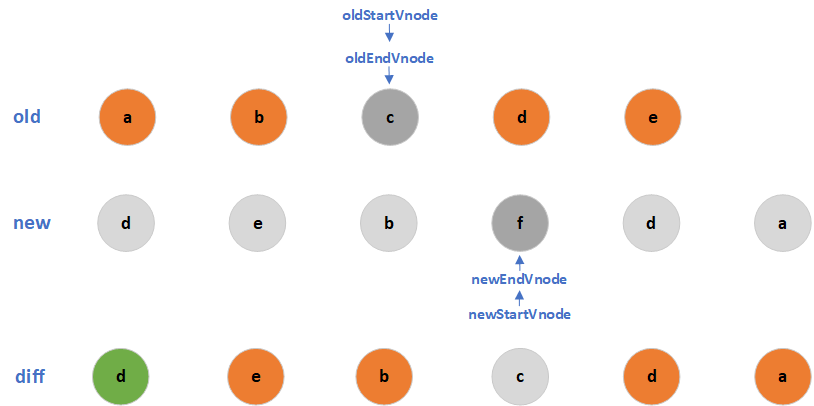 oldStartVnode
oldEndVnode
old a b c d e
new d e b f d a
newEndVnode
newStartVnode
diff d e b c d a